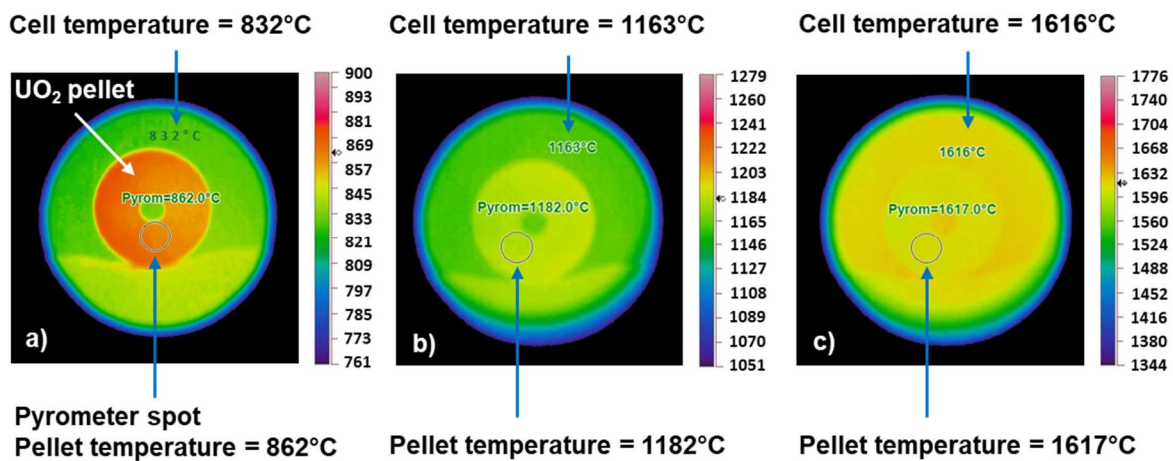 Cell temperature = 832°C
Cell temperature = 1163°C
Cell temperature = 1616°C
UO₂ pellet
832°C
Pyrom=862.0°C
a)
900
893
881
869
857
845
833
821
809
797
785
773
761
1163°C
Pyrom=1182.0°C
b)
1279
1260
1241
1222
1203
1184
1165
1146
1127
1108
1089
1070
1051
1616°C
Pyrom=1617.0°C
c)
1776
1740
1704
1668
1632
1596
1560
1524
1488
1452
1416
1380
1344
Pyrometer spot
Pellet temperature = 862°C
Pellet temperature = 1182°C
Pellet temperature = 1617°C